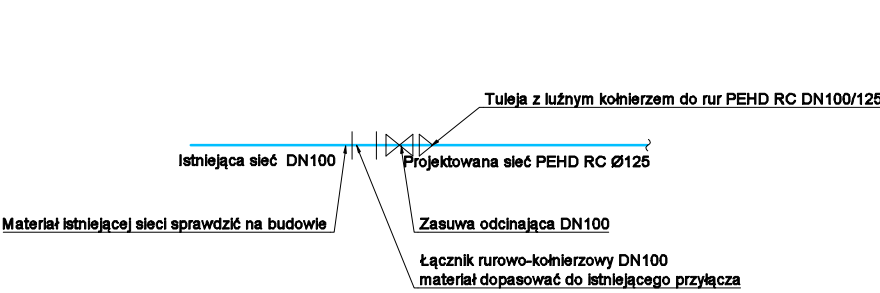 Tuleja z luźnym kołnierzem do rur PEHD RC DN100/125
Istniejąca sieć DN100
Projektowana sieć PEHD RC Ø125
Materiał istniejącej sieci sprawdzić na budowie
Zasuwa odcinająca DN100
Łącznik rurowo-kołnierzowy DN100
materiał dopasować do istniejącego przyłącza